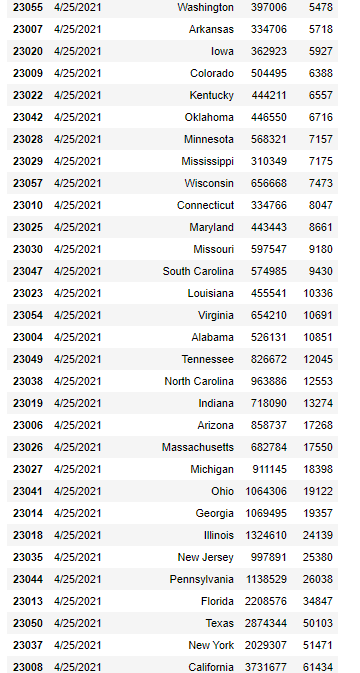 23055 4/25/2021 Washington 397006 5478
23007 4/25/2021 Arkansas 334706 5718
23020 4/25/2021 Iowa 362923 5927
23009 4/25/2021 Colorado 504495 6388
23022 4/25/2021 Kentucky 444211 6557
23042 4/25/2021 Oklahoma 446550 6716
23028 4/25/2021 Minnesota 568321 7157
23029 4/25/2021 Mississippi 310349 7175
23057 4/25/2021 Wisconsin 656668 7473
23010 4/25/2021 Connecticut 334766 8047
23025 4/25/2021 Maryland 443443 8661
23030 4/25/2021 Missouri 597547 9180
23047 4/25/2021 South Carolina 574985 9430
23023 4/25/2021 Louisiana 455541 10336
23054 4/25/2021 Virginia 654210 10691
23004 4/25/2021 Alabama 526131 10851
23049 4/25/2021 Tennessee 826672 12045
23038 4/25/2021 North Carolina 963886 12553
23019 4/25/2021 Indiana 718090 13274
23006 4/25/2021 Arizona 858737 17268
23026 4/25/2021 Massachusetts 682784 17550
23027 4/25/2021 Michigan 911145 18398
23041 4/25/2021 Ohio 1064306 19122
23014 4/25/2021 Georgia 1069495 19357
23018 4/25/2021 Illinois 1324610 24139
23035 4/25/2021 New Jersey 997891 25380
23044 4/25/2021 Pennsylvania 1138529 26038
23013 4/25/2021 Florida 2208576 34847
23050 4/25/2021 Texas 2874344 50103
23037 4/25/2021 New York 2029307 51471
23008 4/25/2021 California 3731677 61434